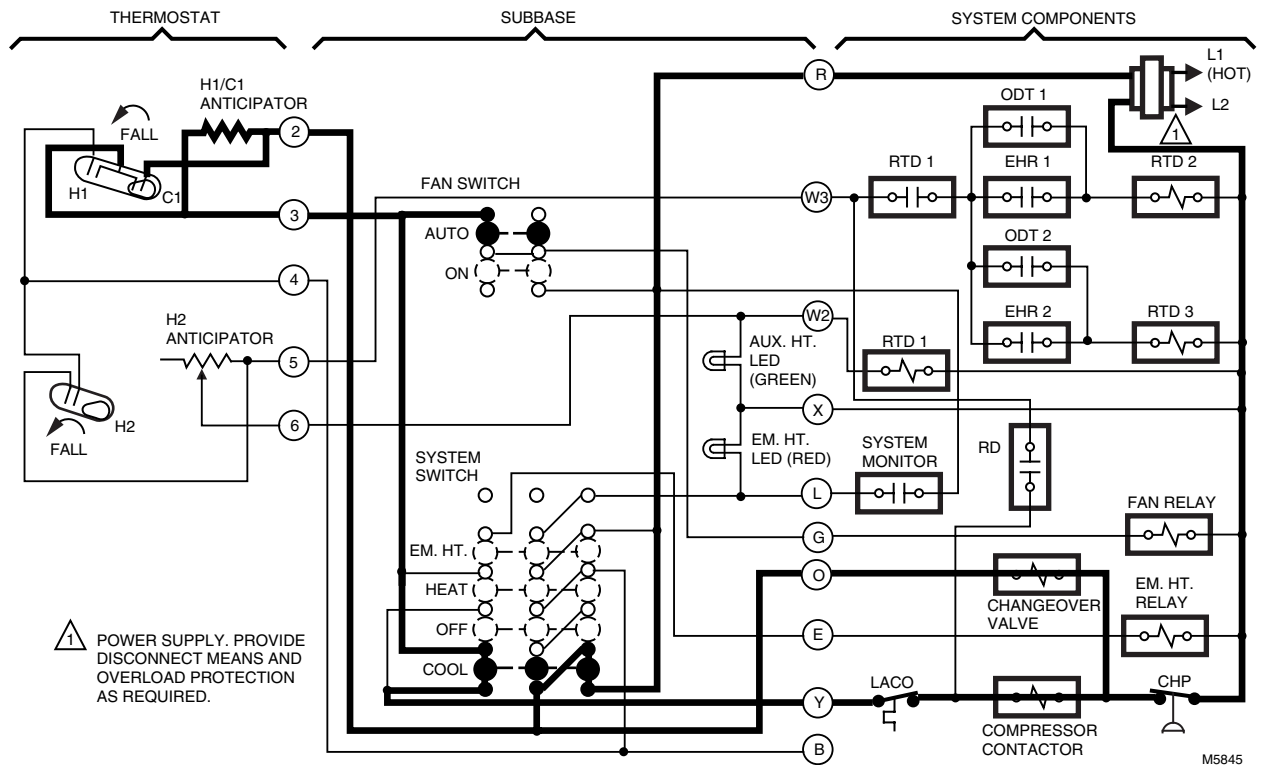 THERMOSTAT
SUBBASE
SYSTEM COMPONENTS
H1/C1
ANTICIPATOR
FALL
H1
C1
2
3
4
5
6
H2
ANTICIPATOR
H2
FALL
FAN SWITCH
AUTO
ON
SYSTEM
SWITCH
EM. HT.
HEAT
OFF
COOL
AUX. HT.
LED
(GREEN)
EM. HT.
LED (RED)
R
W3
W2
X
L
G
O
E
Y
B
L1
(HOT)
L2
1
ODT 1
RTD 1
EHR 1
RTD 2
ODT 2
EHR 2
RTD 3
RTD 1
SYSTEM
MONITOR
RD
FAN RELAY
CHANGEOVER
VALVE
EM. HT.
RELAY
LACO
CHP
COMPRESSOR
CONTACTOR
1 POWER SUPPLY. PROVIDE
DISCONNECT MEANS AND
OVERLOAD PROTECTION
AS REQUIRED.
M5845